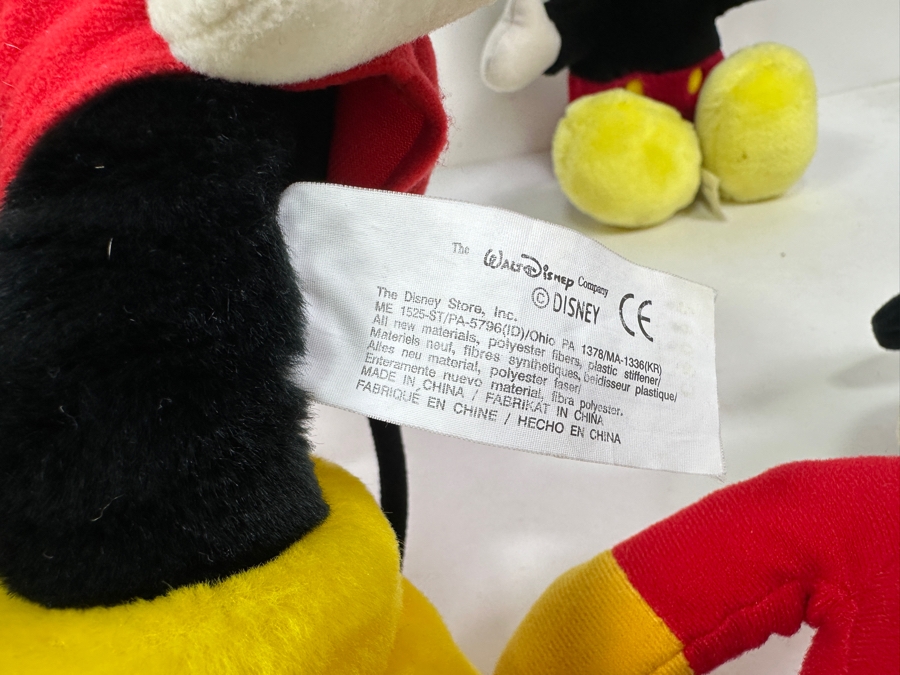 The WALT DISNEY Company
© DISNEY CE
The Disney Store, Inc.
ME 1525-ST/PA-5796(ID)/Ohio PA 1378/MA-1336(KR)
All new materials, polyester fibers, plastic stiffener/
Materiels neuf, fibres synthetiques, beidisseur plastique/
Alles neu material, polyester faser/
Enteramente nuevo material, fibra polyester.
MADE IN CHINA / FABRIKAT IN CHINA
FABRIQUÉ EN CHINE / HECHO EN CHINA